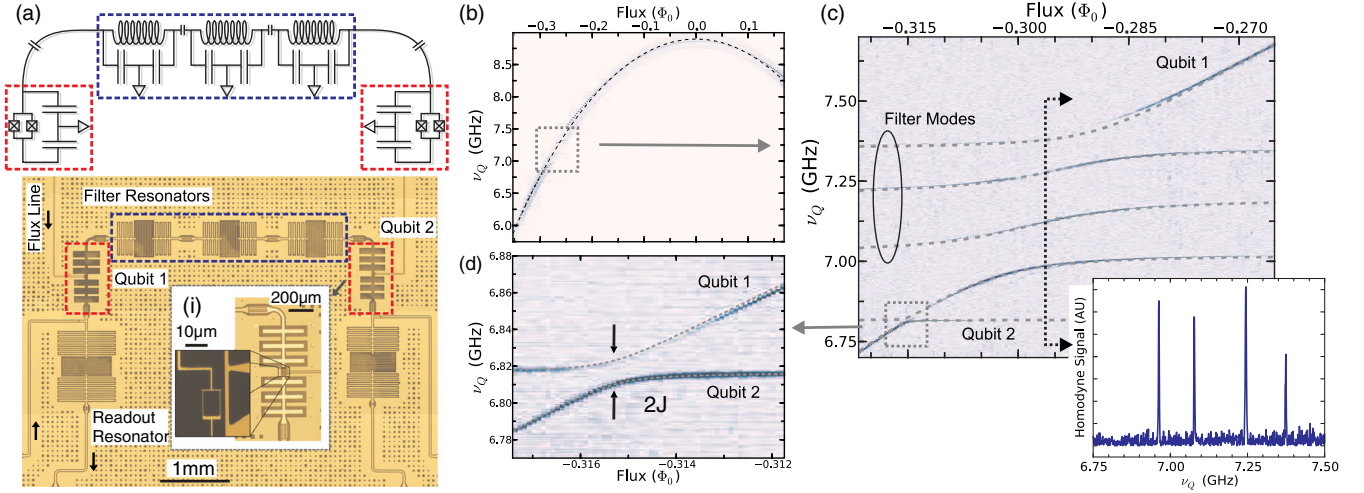 (a)
Filter Resonators
Flux Line
Qubit 2
Qubit 1
(i)
200µm
10µm
Readout
Resonator
1mm
(b)
Flux (Φ₀)
−0.3 −0.2 −0.1 0.0 0.1
8.5
8.0
7.5
7.0
6.5
6.0
ν_Q (GHz)
(d)
6.88
6.86
6.84
6.82
6.80
6.78
ν_Q (GHz)
Qubit 1
2J
Qubit 2
−0.316 −0.314 −0.312
Flux (Φ₀)
(c)
Flux (Φ₀)
−0.315 −0.300 −0.285 −0.270
7.50
7.25
7.00
6.75
ν_Q (GHz)
Qubit 1
Filter Modes
Qubit 2
Homodyne Signal (AU)
6.75 7.00 7.25 7.50
ν_Q (GHz)